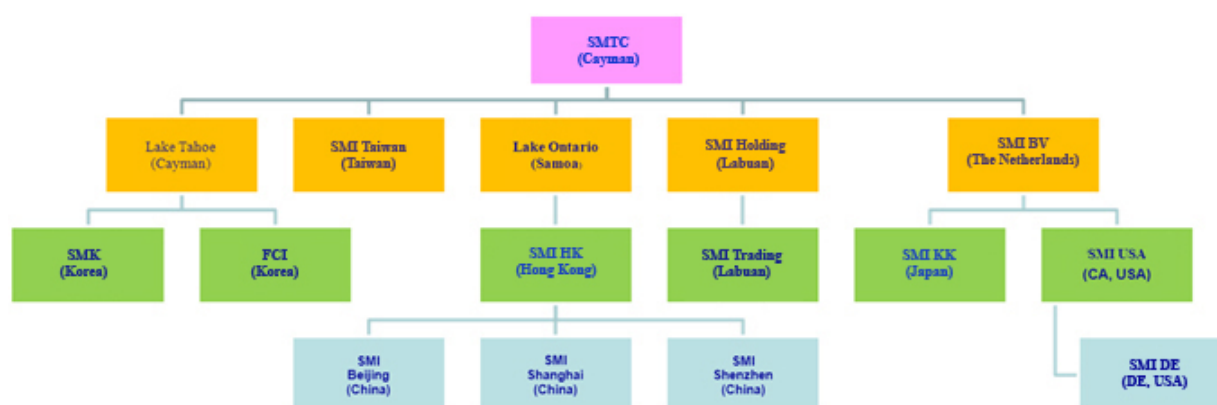 SMTC
(Cayman)
Lake Tahoe
(Cayman)
SMI Taiwan
(Taiwan)
Lake Ontario
(Samoa)
SMI Holding
(Labuan)
SMI BV
(The Netherlands)
SMK
(Korea)
FCI
(Korea)
SMI HK
(Hong Kong)
SMI Trading
(Labuan)
SMI KK
(Japan)
SMI USA
(CA, USA)
SMI
Beijing
(China)
SMI
Shanghai
(China)
SMI
Shenzhen
(China)
SMI DE
(DE, USA)